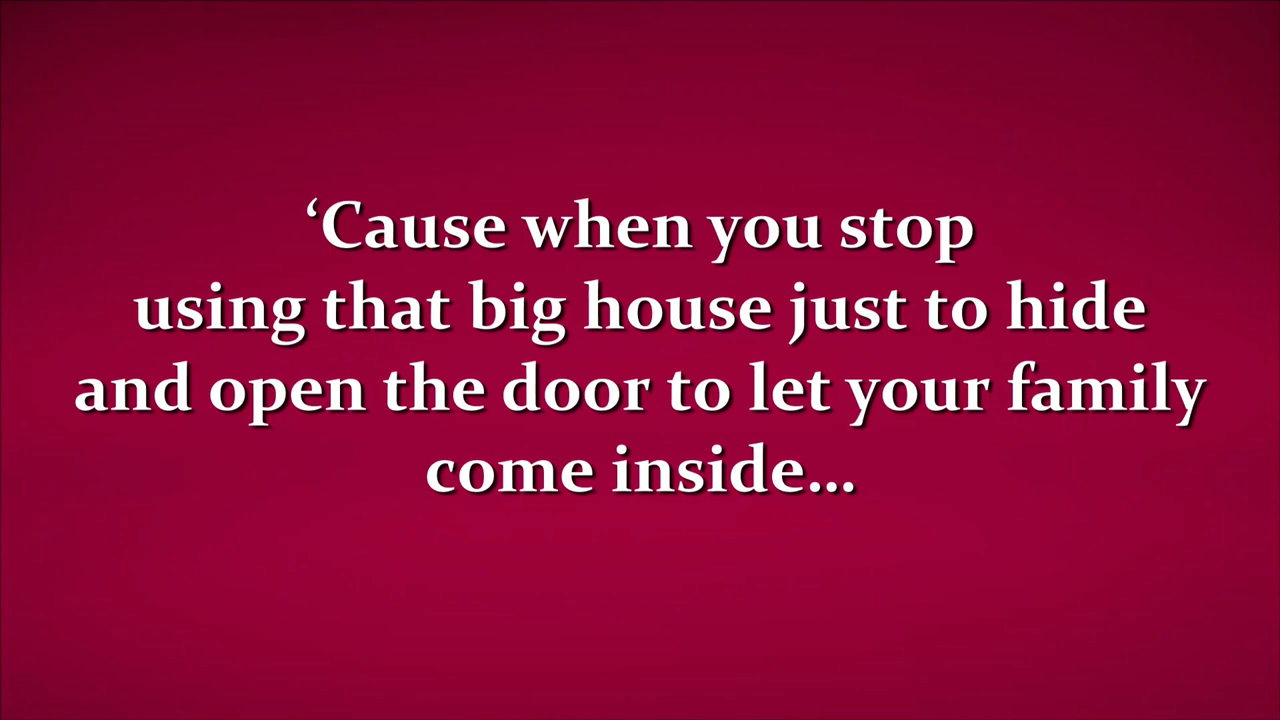 ‘Cause when you stop
using that big house just to hide
and open the door to let your family
come inside...